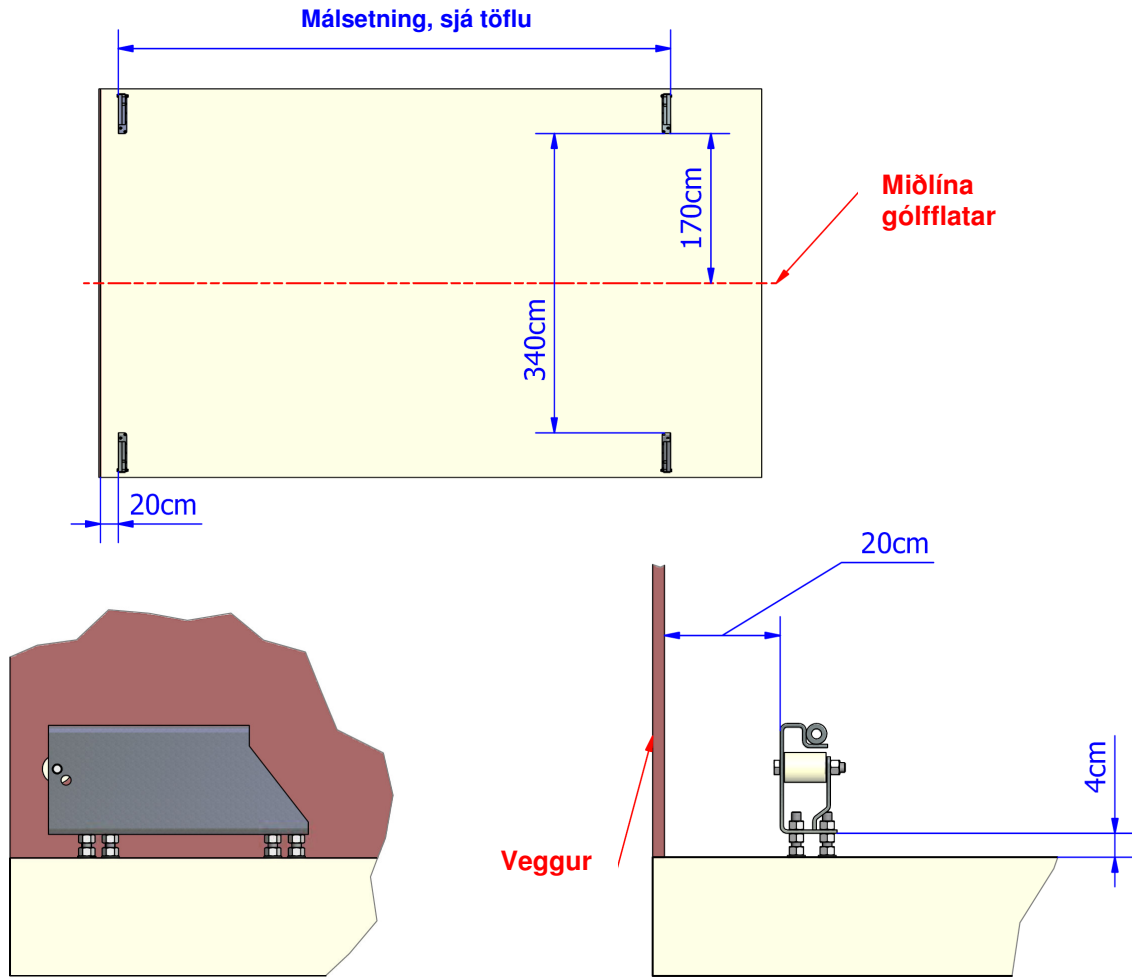 Málsetning, sjá töflu
170cm
Miðlína
gólfflatar
340cm
20cm
20cm
4cm
Veggur